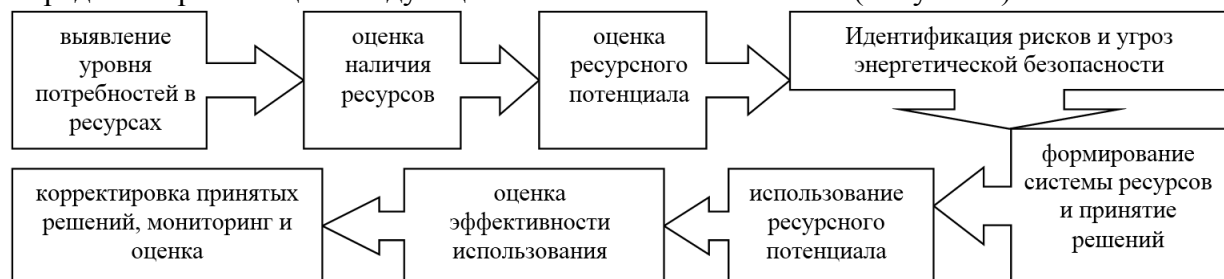 выявление
уровня
потребностей в
ресурсах
оценка
наличия
ресурсов
оценка
ресурсного
потенциала
Идентификация рисков и угроз
энергетической безопасности
формирование
системы ресурсов
и принятие
решений
использование
ресурсного
потенциала
оценка
эффективности
использования
корректировка принятых
решений, мониторинг и
оценка